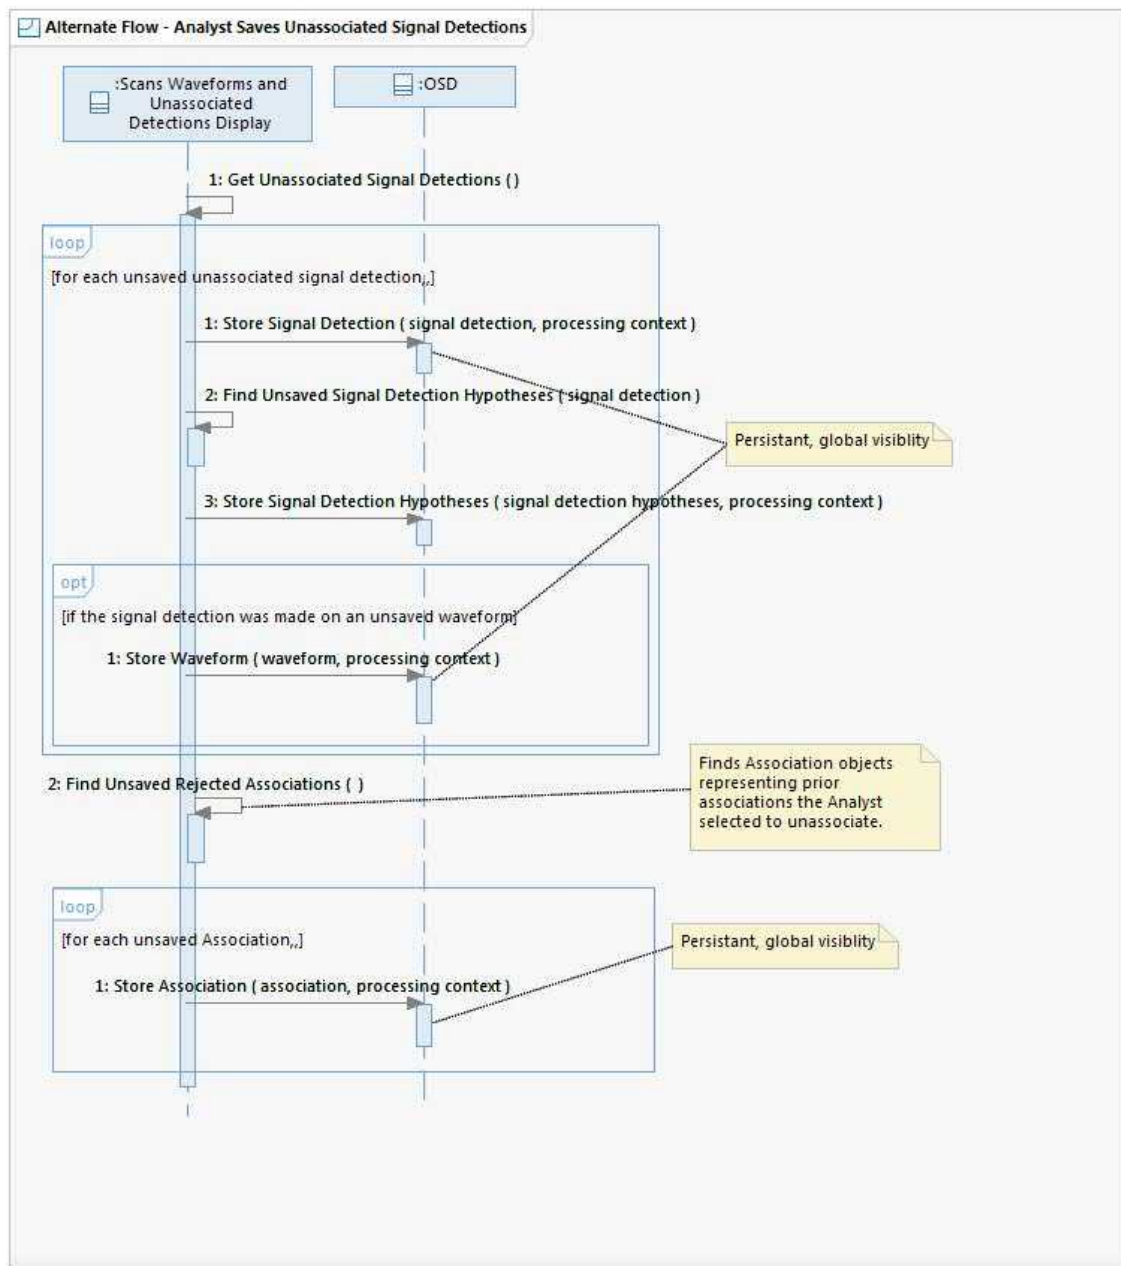 Alternate Flow - Analyst Saves Unassociated Signal Detections
:Scans Waveforms and
Unassociated
Detections Display
:OSD
1: Get Unassociated Signal Detections ( )
loop
[for each unsaved unassociated signal detection,,]
1: Store Signal Detection ( signal detection, processing context )
2: Find Unsaved Signal Detection Hypotheses ( signal detection )
Persistant, global visiblity
3: Store Signal Detection Hypotheses ( signal detection hypotheses, processing context )
opt
[if the signal detection was made on an unsaved waveform]
1: Store Waveform ( waveform, processing context )
2: Find Unsaved Rejected Associations ( )
Finds Association objects
representing prior
associations the Analyst
selected to unassociate.
loop
[for each unsaved Association,,]
Persistant, global visiblity
1: Store Association ( association, processing context )